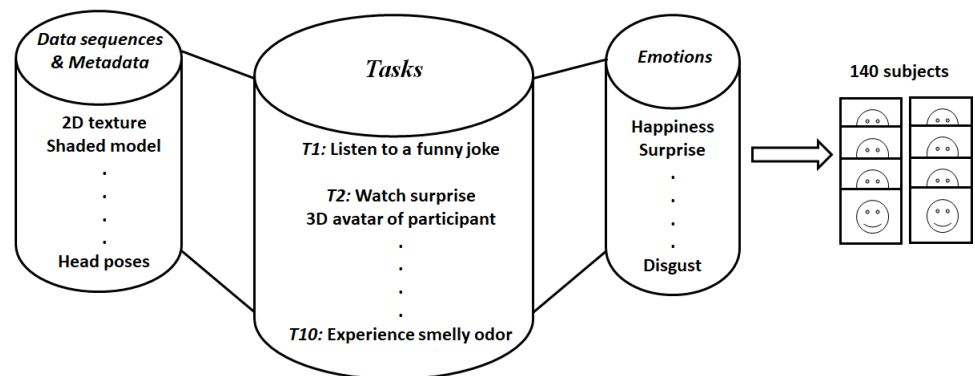 Data sequences
& Metadata
2D texture
Shaded model
.
.
.
.
Head poses
Tasks
T1: Listen to a funny joke
T2: Watch surprise
3D avatar of participant
.
.
.
.
T10: Experience smelly odor
Emotions
Happiness
Surprise
.
.
.
.
Disgust
140 subjects